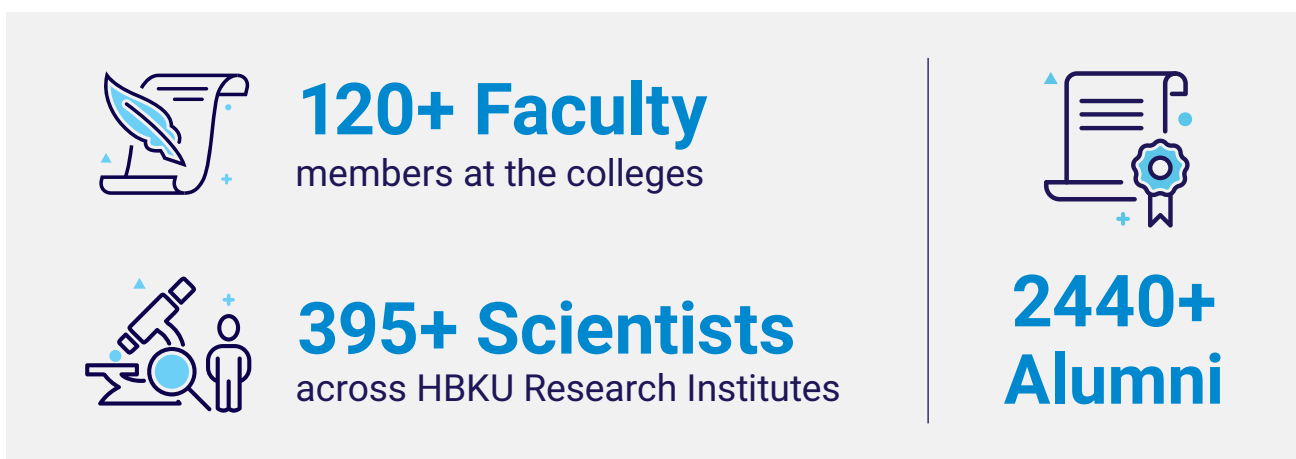 120+ Faculty
members at the colleges
395+ Scientists
across HBKU Research Institutes
2440+
Alumni